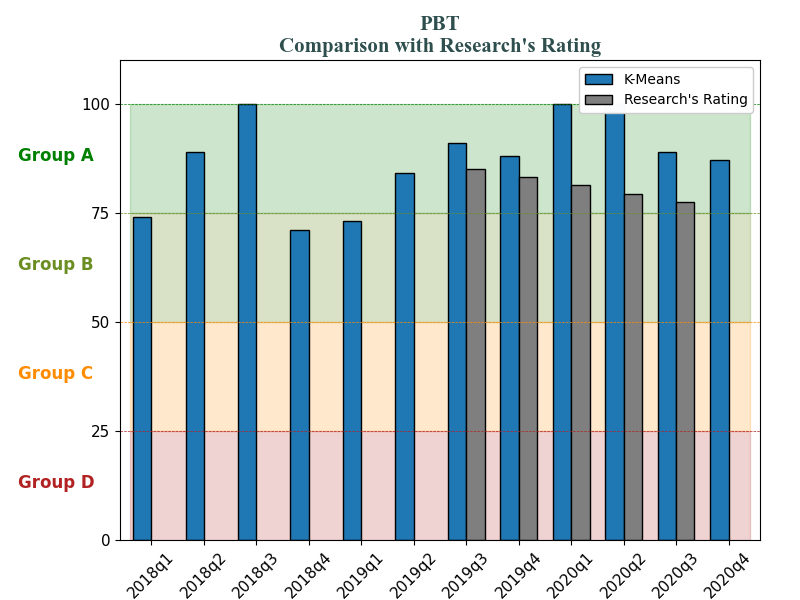 PBT
Comparison with Research's Rating
K-Means
Research's Rating
100
Group A
75
Group B
50
Group C
25
Group D
0
2018q1
2018q2
2018q3
2018q4
2019q1
2019q2
2019q3
2019q4
2020q1
2020q2
2020q3
2020q4